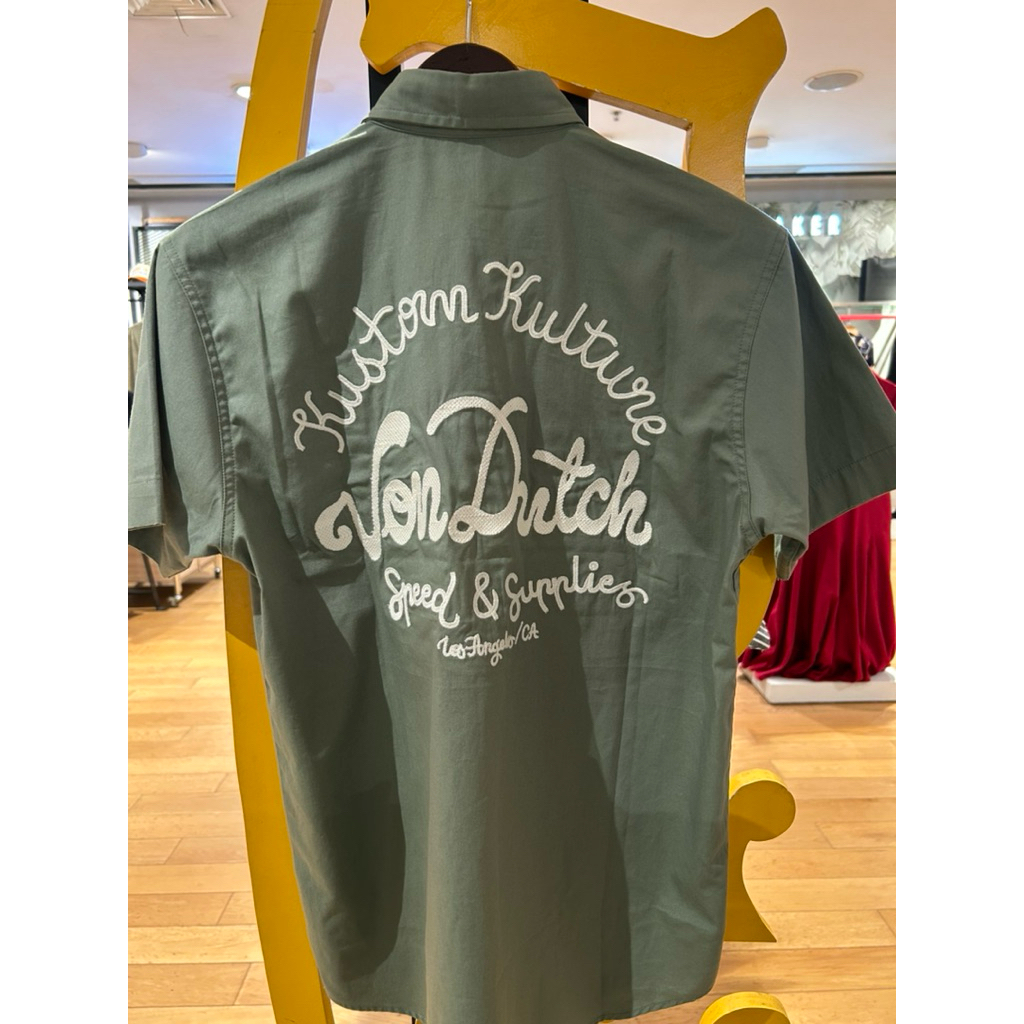 Kustom Kulture
Von Dutch
Speed & Supplies
Los Angeles/CA